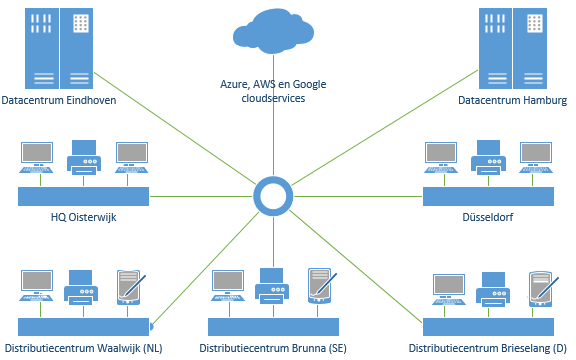 Azure, AWS en Google
cloudservices
Datacentrum Eindhoven
Datacentrum Hamburg
HQ Oisterwijk
Düsseldorf
Distributiecentrum Waalwijk (NL)
Distributiecentrum Brunna (SE)
Distributiecentrum Brieselang (D)